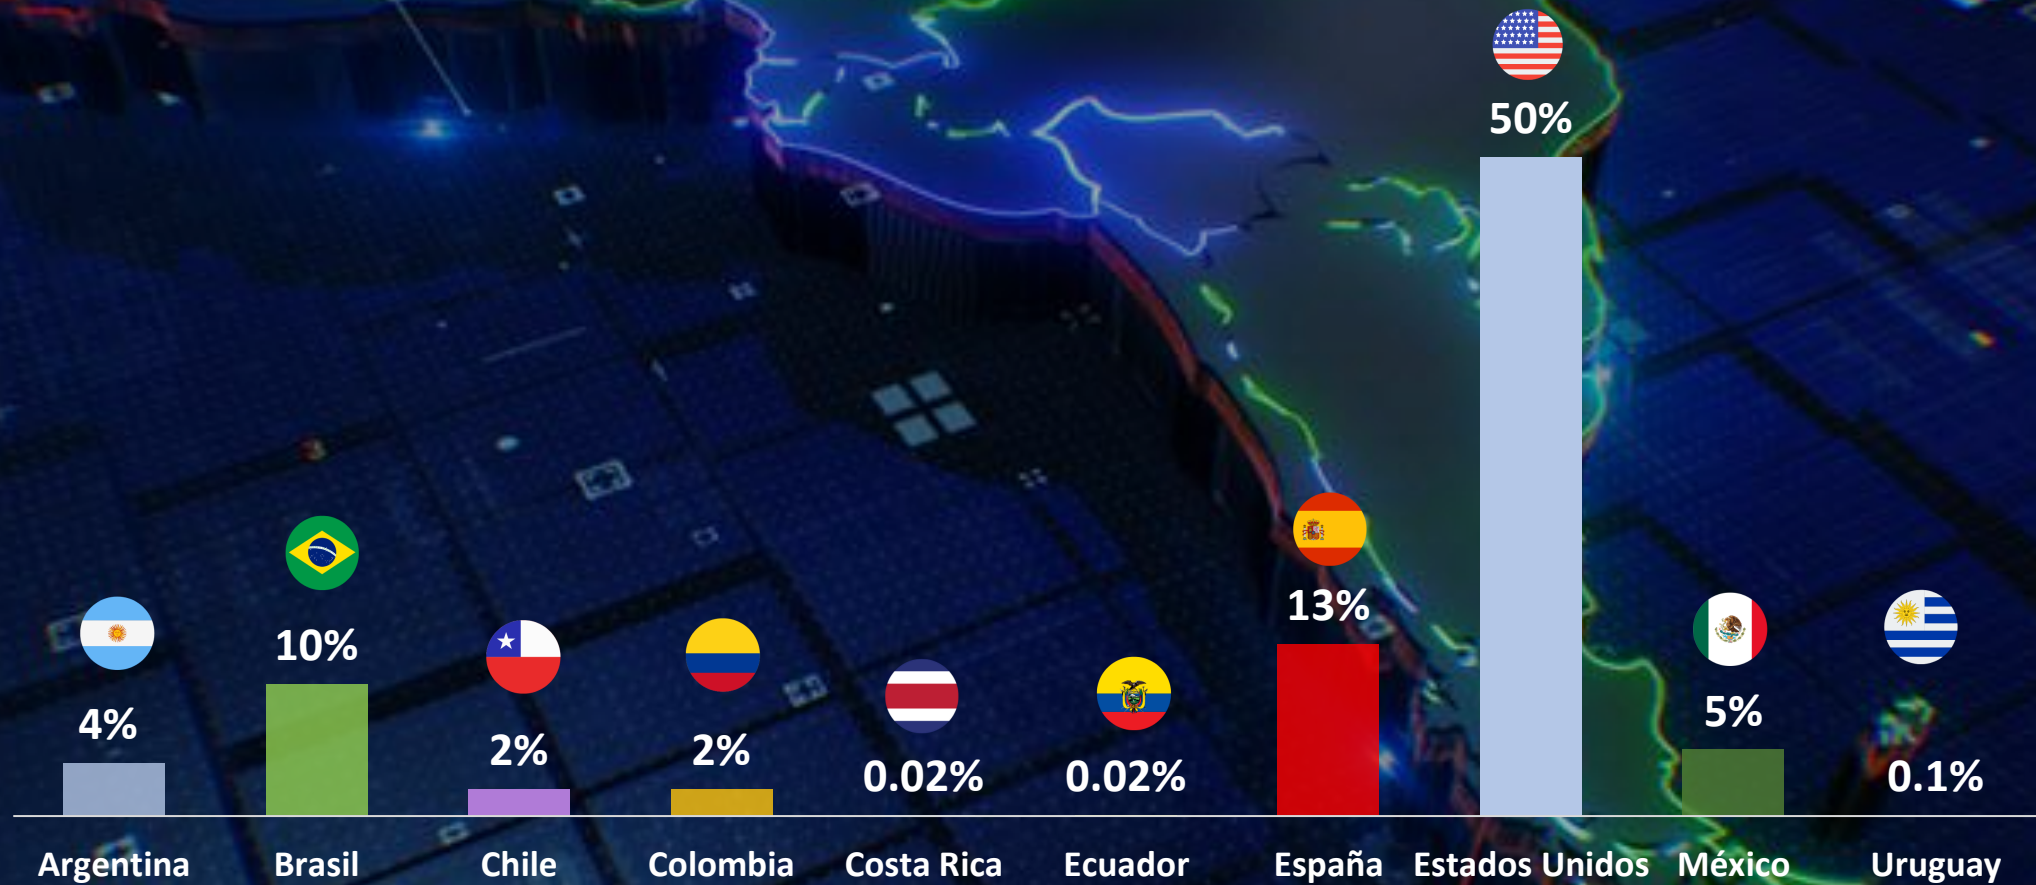 50%
13%
10%
4%
2%
2%
0.02%
0.02%
5%
0.1%
Argentina
Brasil
Chile
Colombia
Costa Rica
Ecuador
España
Estados Unidos
México
Uruguay